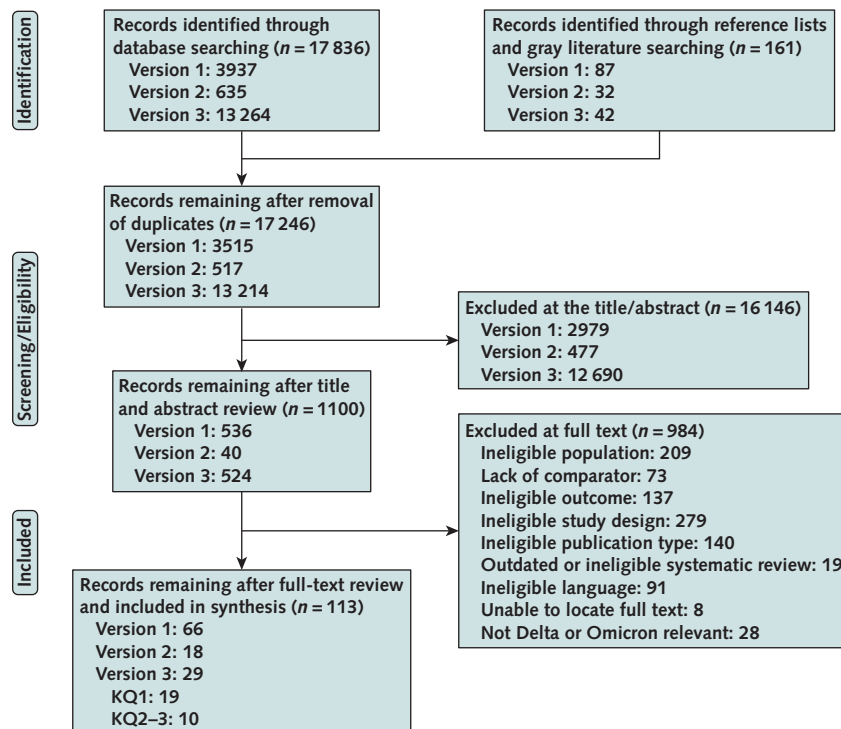 Identification
Records identified through
database searching (n = 17 836)
Version 1: 3937
Version 2: 635
Version 3: 13 264
Records identified through reference lists
and gray literature searching (n = 161)
Version 1: 87
Version 2: 32
Version 3: 42
Screening/Eligibility
Records remaining after removal
of duplicates (n = 17 246)
Version 1: 3515
Version 2: 517
Version 3: 13 214
Excluded at the title/abstract (n = 16 146)
Version 1: 2979
Version 2: 477
Version 3: 12 690
Records remaining after title
and abstract review (n = 1100)
Version 1: 536
Version 2: 40
Version 3: 524
Excluded at full text (n = 984)
Ineligible population: 209
Lack of comparator: 73
Ineligible outcome: 137
Ineligible study design: 279
Ineligible publication type: 140
Outdated or ineligible systematic review: 19
Ineligible language: 91
Unable to locate full text: 8
Not Delta or Omicron relevant: 28
Included
Records remaining after full-text review
and included in synthesis (n = 113)
Version 1: 66
Version 2: 18
Version 3: 29
KQ1: 19
KQ2–3: 10